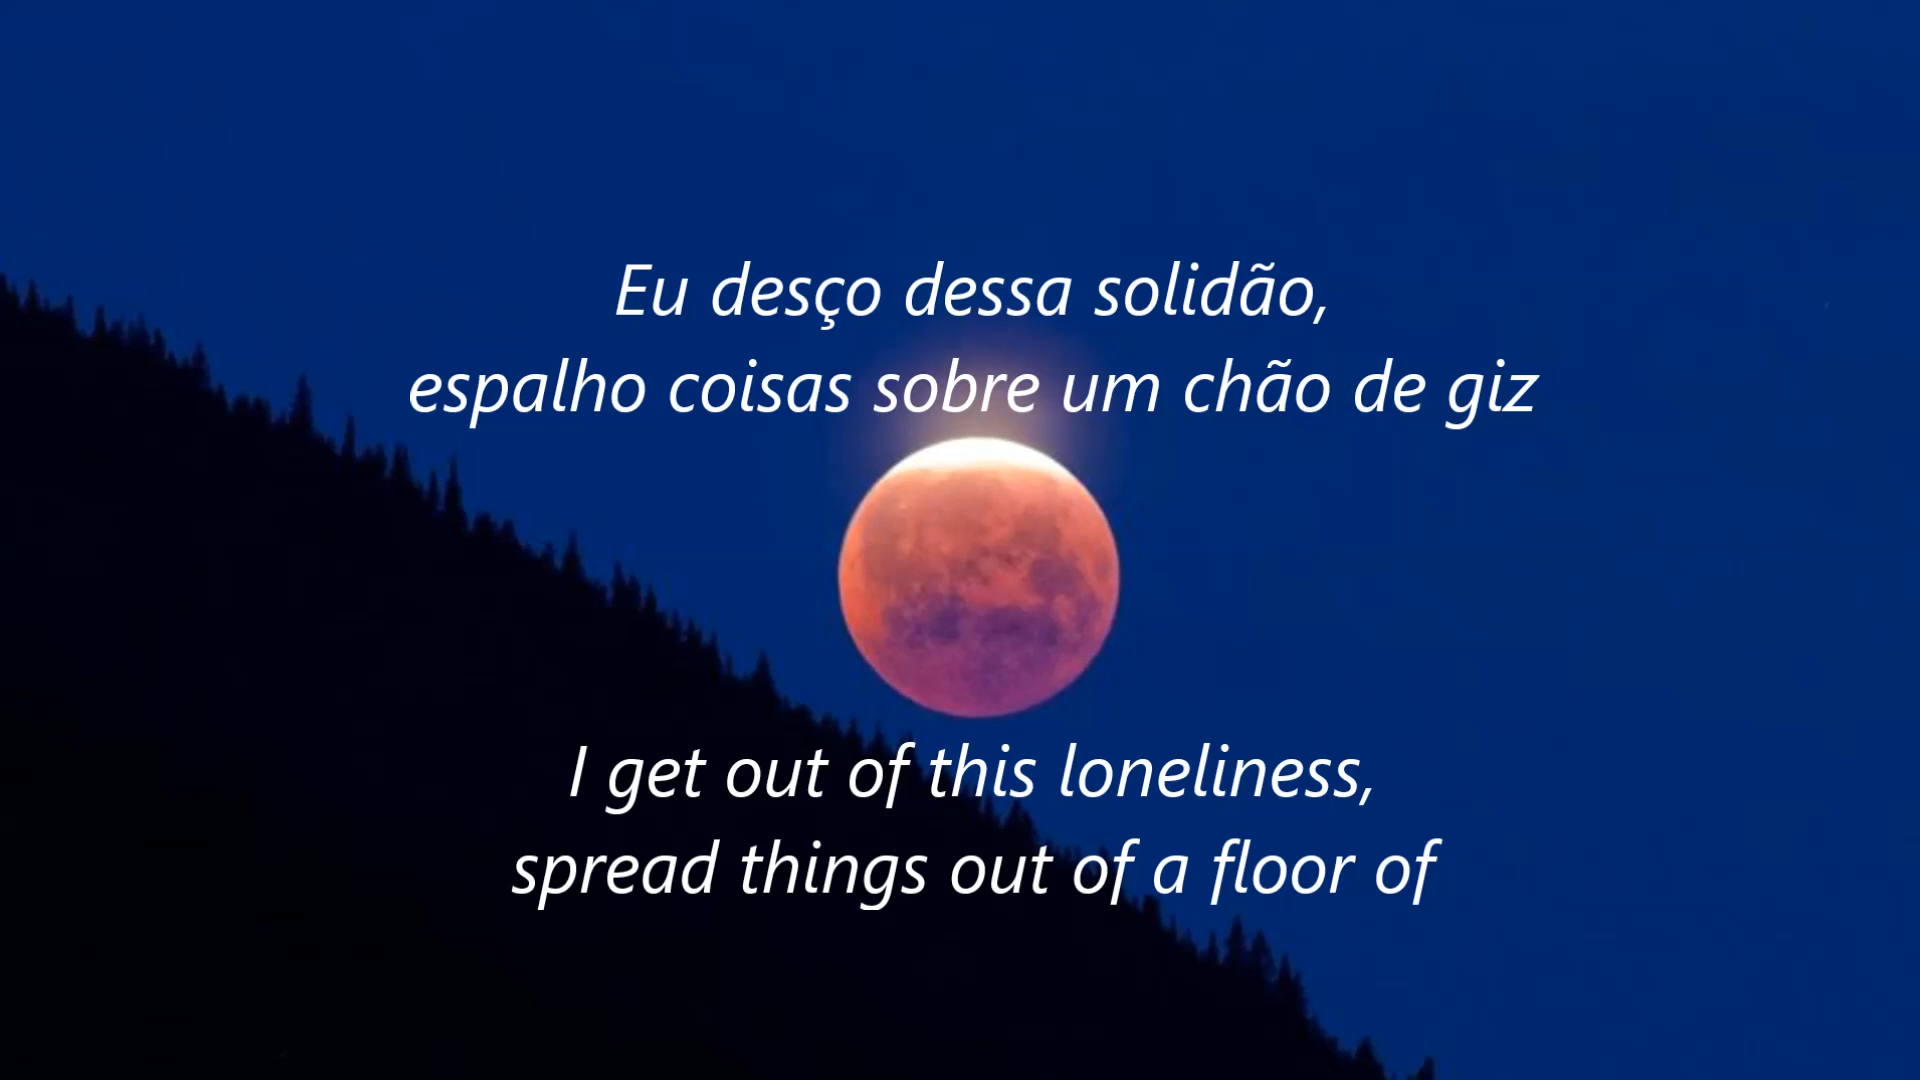 Eu desço dessa solidão,
espalho coisas sobre um chão de giz
I get out of this loneliness,
spread things out of a floor of